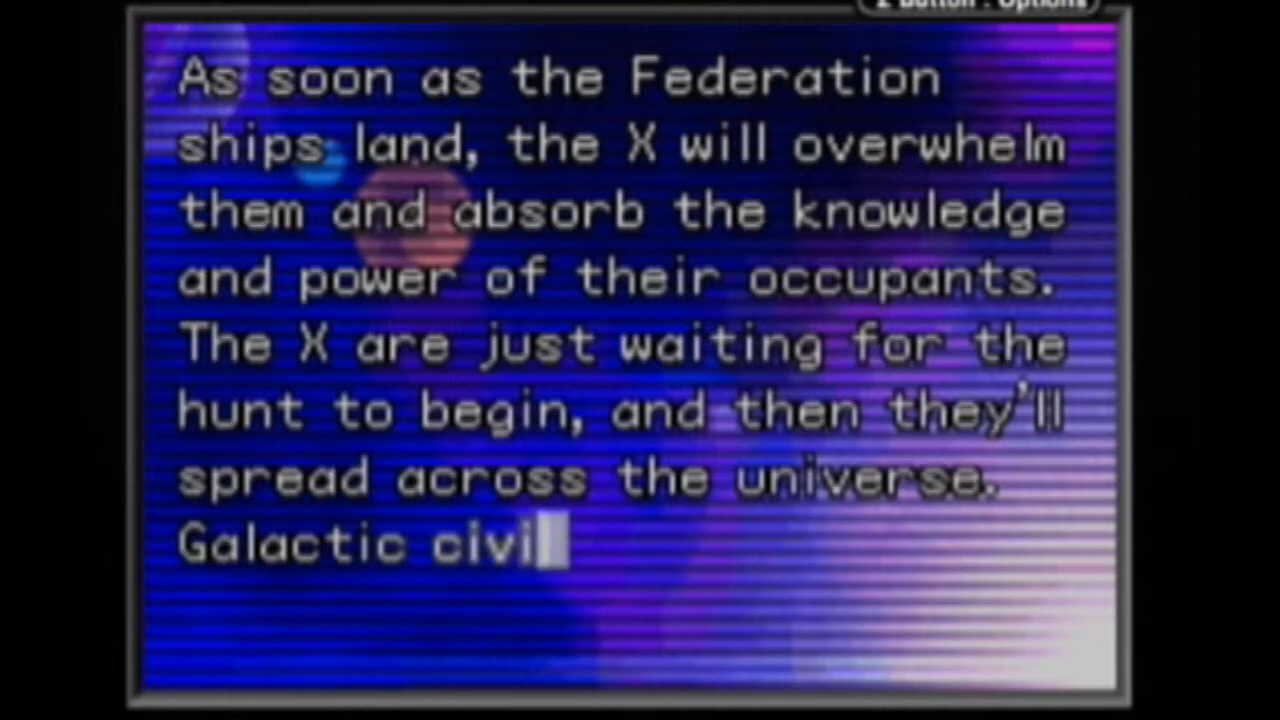 Z Button : Options
As soon as the Federation
ships land, the X will overwhelm
them and absorb the knowledge
and power of their occupants.
The X are just waiting for the
hunt to begin, and then they'll
spread across the universe.
Galactic civi